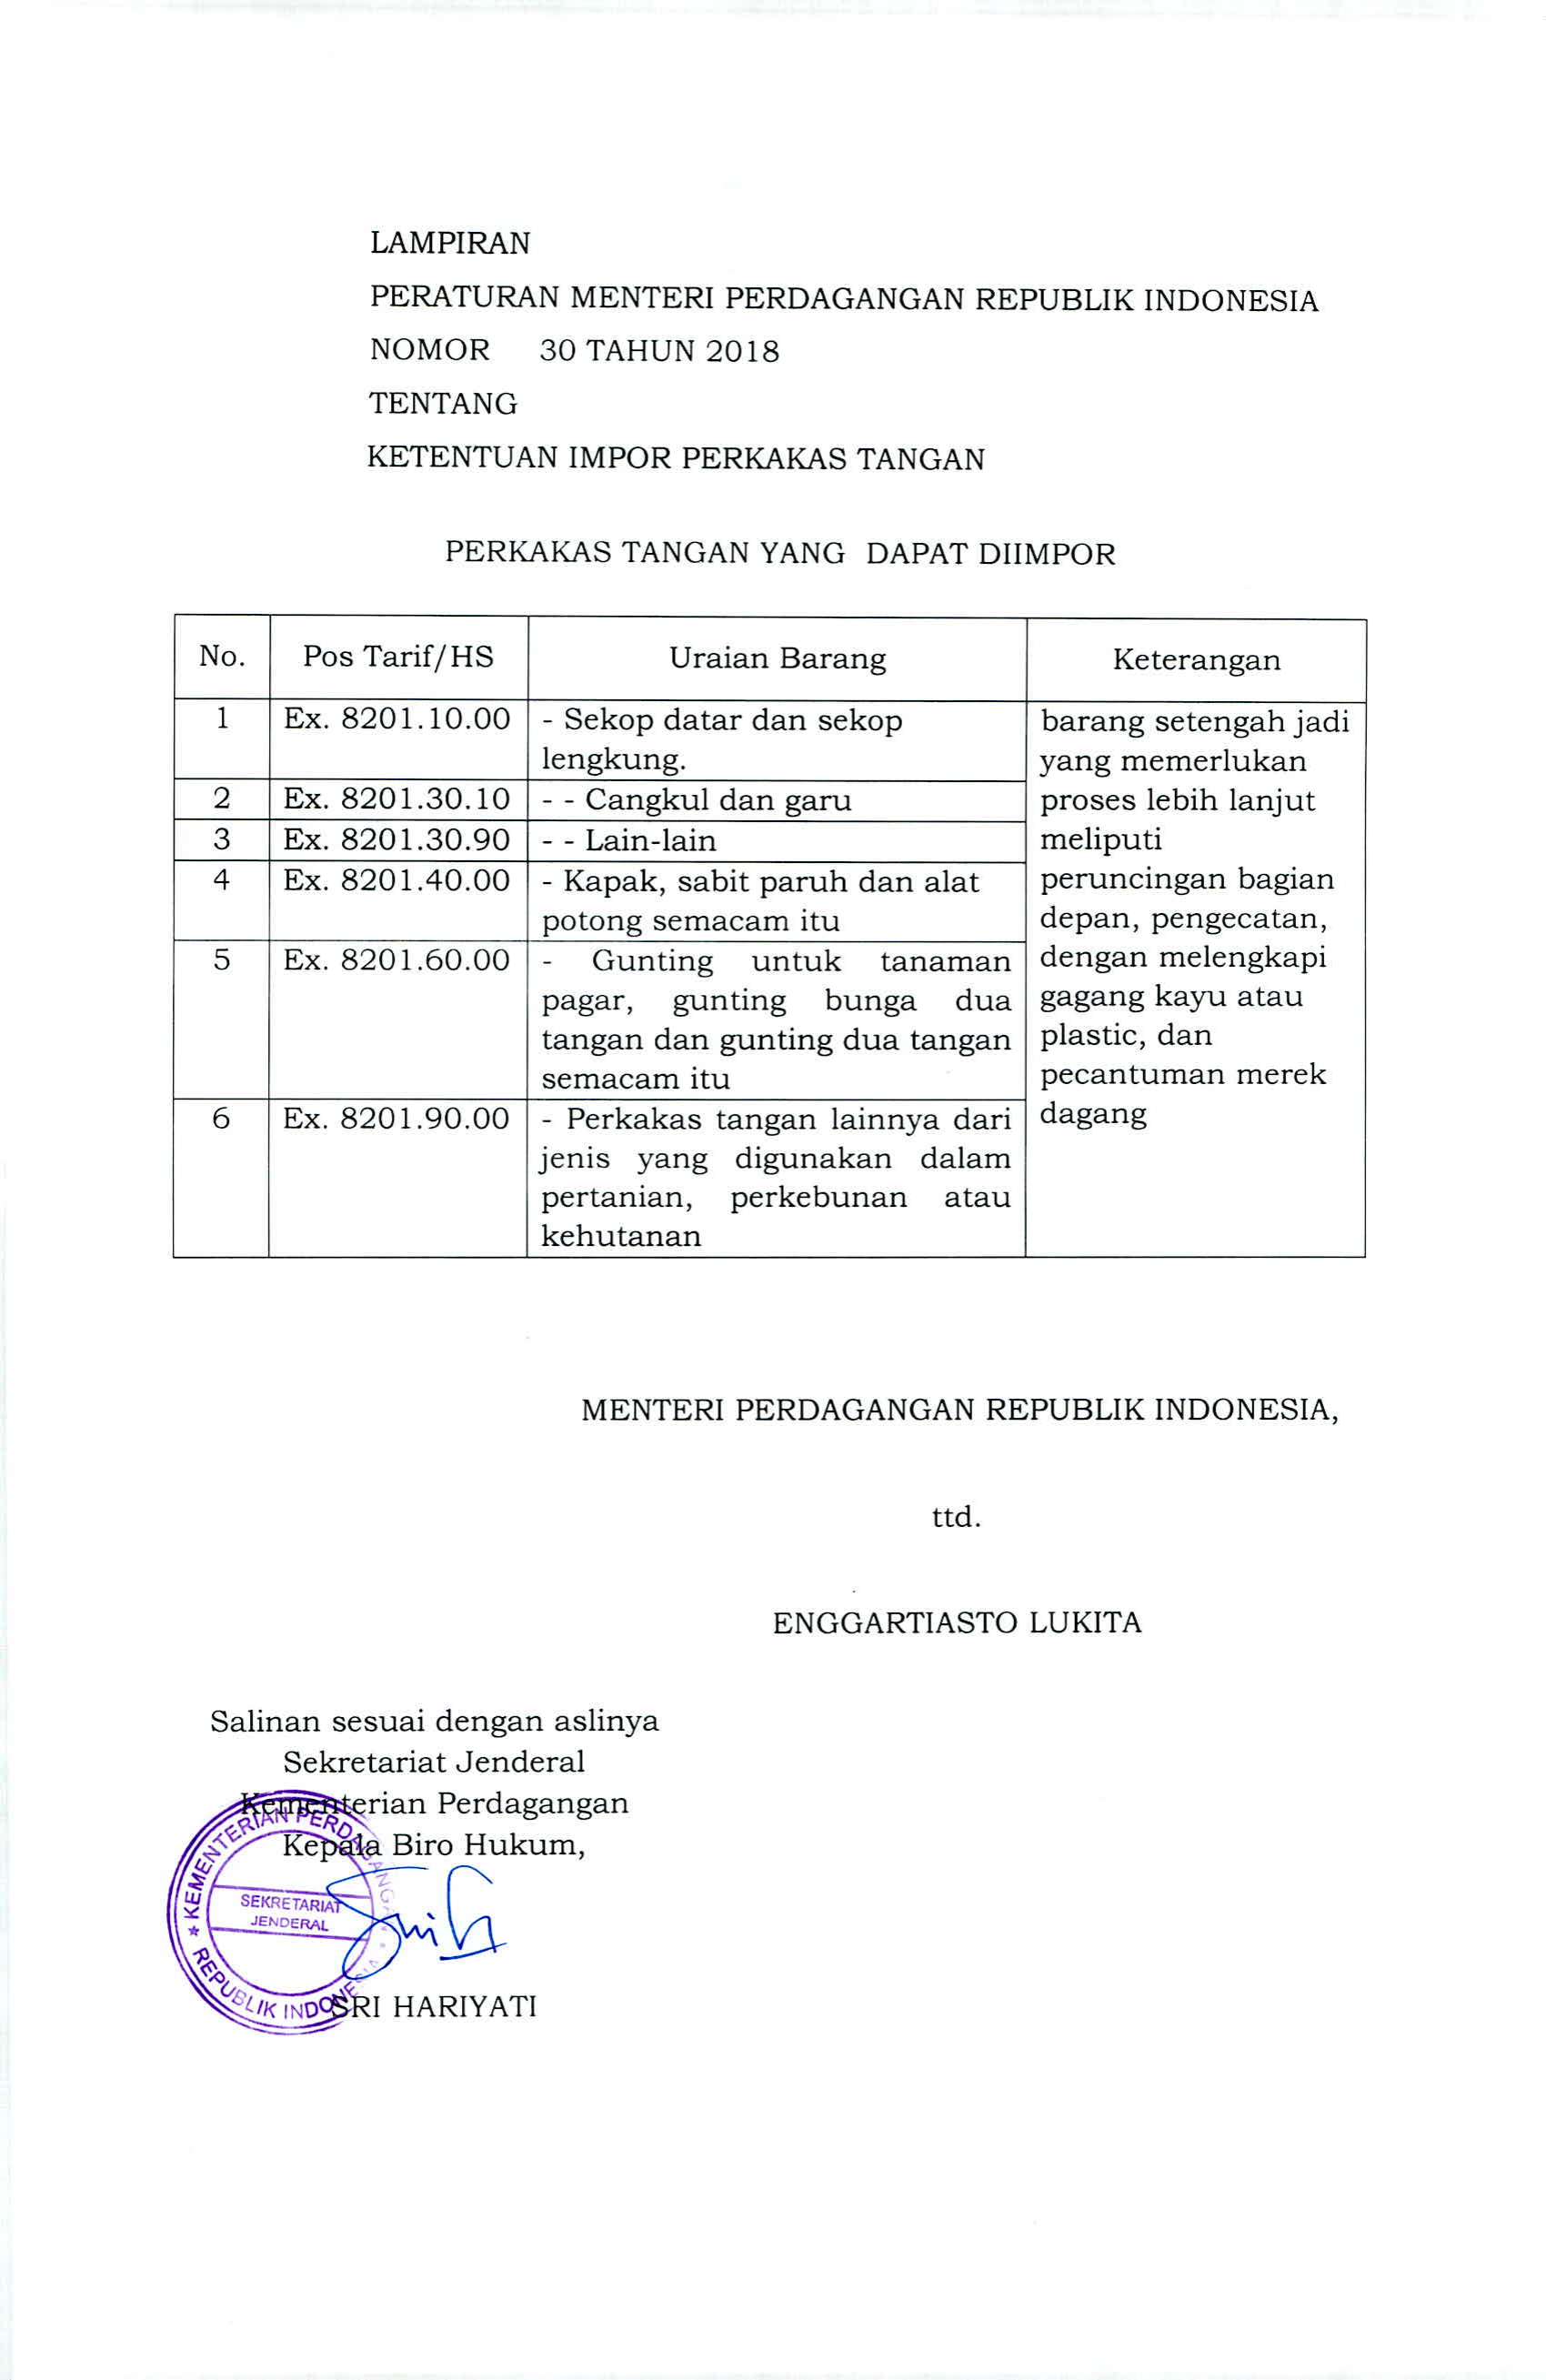 LAMPIRAN
PERATURAN MENTERI PERDAGANGAN REPUBLIK INDONESIA
NOMOR 30 TAHUN 2018
TENTANG
KETENTUAN IMPOR PERKAKAS TANGAN
PERKAKAS TANGAN YANG DAPAT DIIMPOR
No. Pos Tarif/HS Uraian Barang Keterangan
1 Ex. 8201.10.00 - Sekop datar dan sekop
lengkung.
2 Ex. 8201.30.10 - - Cangkul dan garu
3 Ex. 8201.30.90 - - Lain-lain
4 Ex. 8201.40.00 - Kapak, sabit paruh dan alat
potong semacam itu
5 Ex. 8201.60.00 - Gunting untuk tanaman
pagar, gunting bunga dua
tangan dan gunting dua tangan
semacam itu
6 Ex. 8201.90.00 - Perkakas tangan lainnya dari
jenis yang digunakan dalam
pertanian, perkebunan atau
kehutanan
barang setengah jadi
yang memerlukan
proses lebih lanjut
meliputi
peruncingan bagian
depan, pengecatan,
dengan melengkapi
gagang kayu atau
plastic, dan
pecantuman merek
dagang
MENTERI PERDAGANGAN REPUBLIK INDONESIA,
ttd.
ENGGARTIASTO LUKITA
Salinan sesuai dengan aslinya
Sekretariat Jenderal
Kementerian Perdagangan
Kepala Biro Hukum,
KEMENTERIAN PERDAGANGAN
SEKRETARIAT
JENDERAL
REPUBLIK INDONESIA
SRI HARIYATI